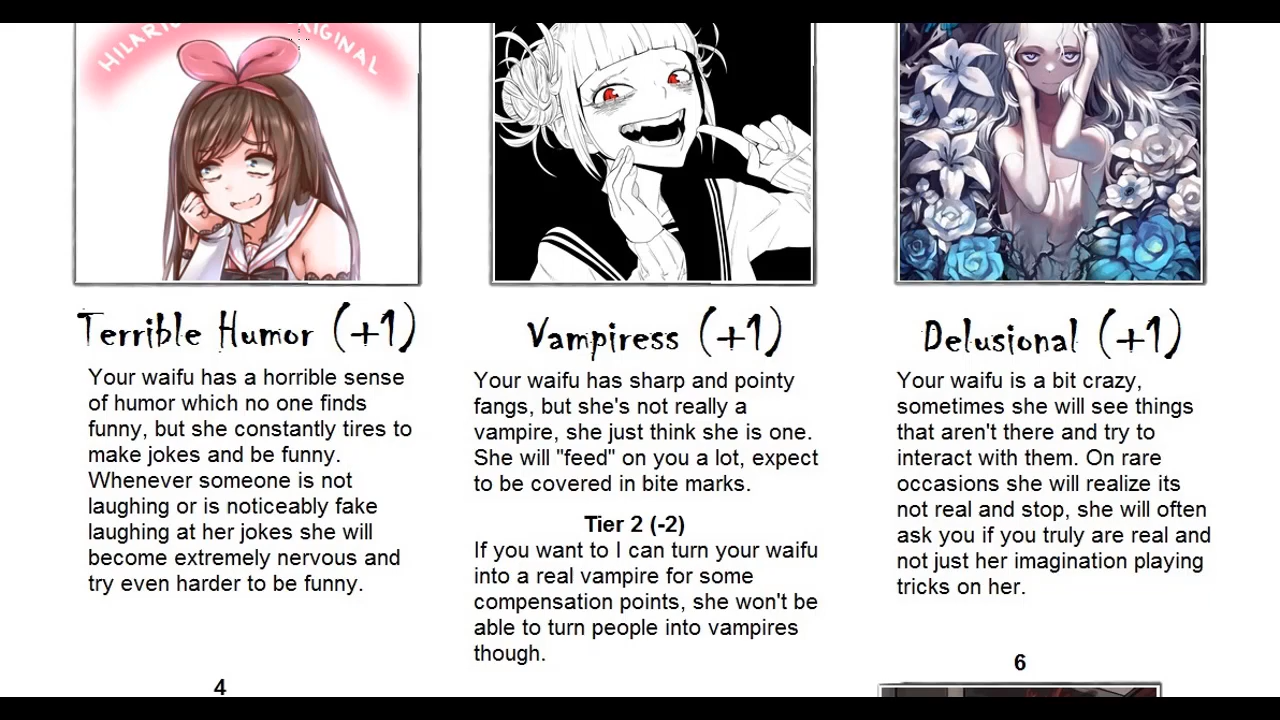 HILARI
RIGINAL
Terrible Humor (+1)
Your waifu has a horrible sense
of humor which no one finds
funny, but she constantly tires to
make jokes and be funny.
Whenever someone is not
laughing or is noticeably fake
laughing at her jokes she will
become extremely nervous and
try even harder to be funny.
4
Vampiress (+1)
Your waifu has sharp and pointy
fangs, but she's not really a
vampire, she just think she is one.
She will "feed" on you a lot, expect
to be covered in bite marks.
Tier 2 (-2)
If you want to I can turn your waifu
into a real vampire for some
compensation points, she won't be
able to turn people into vampires
though.
Delusional (+1)
Your waifu is a bit crazy,
sometimes she will see things
that aren't there and try to
interact with them. On rare
occasions she will realize its
not real and stop, she will often
ask you if you truly are real and
not just her imagination playing
tricks on her.
6